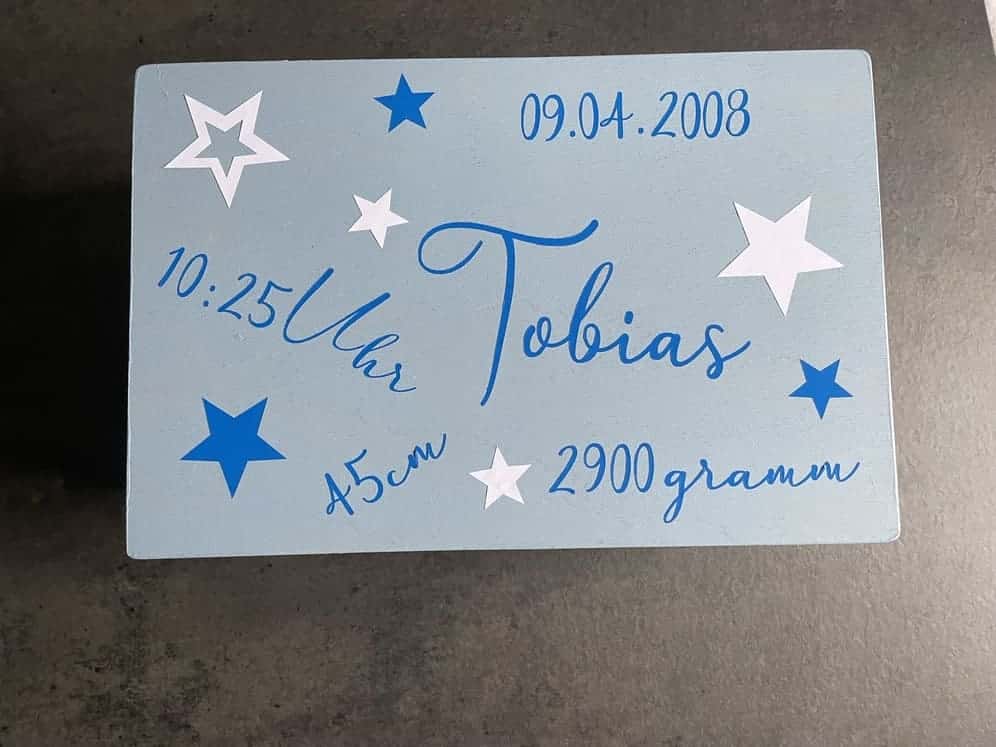 09.04.2008
Tobias
10:25 Uhr
45cm
2900 gramm